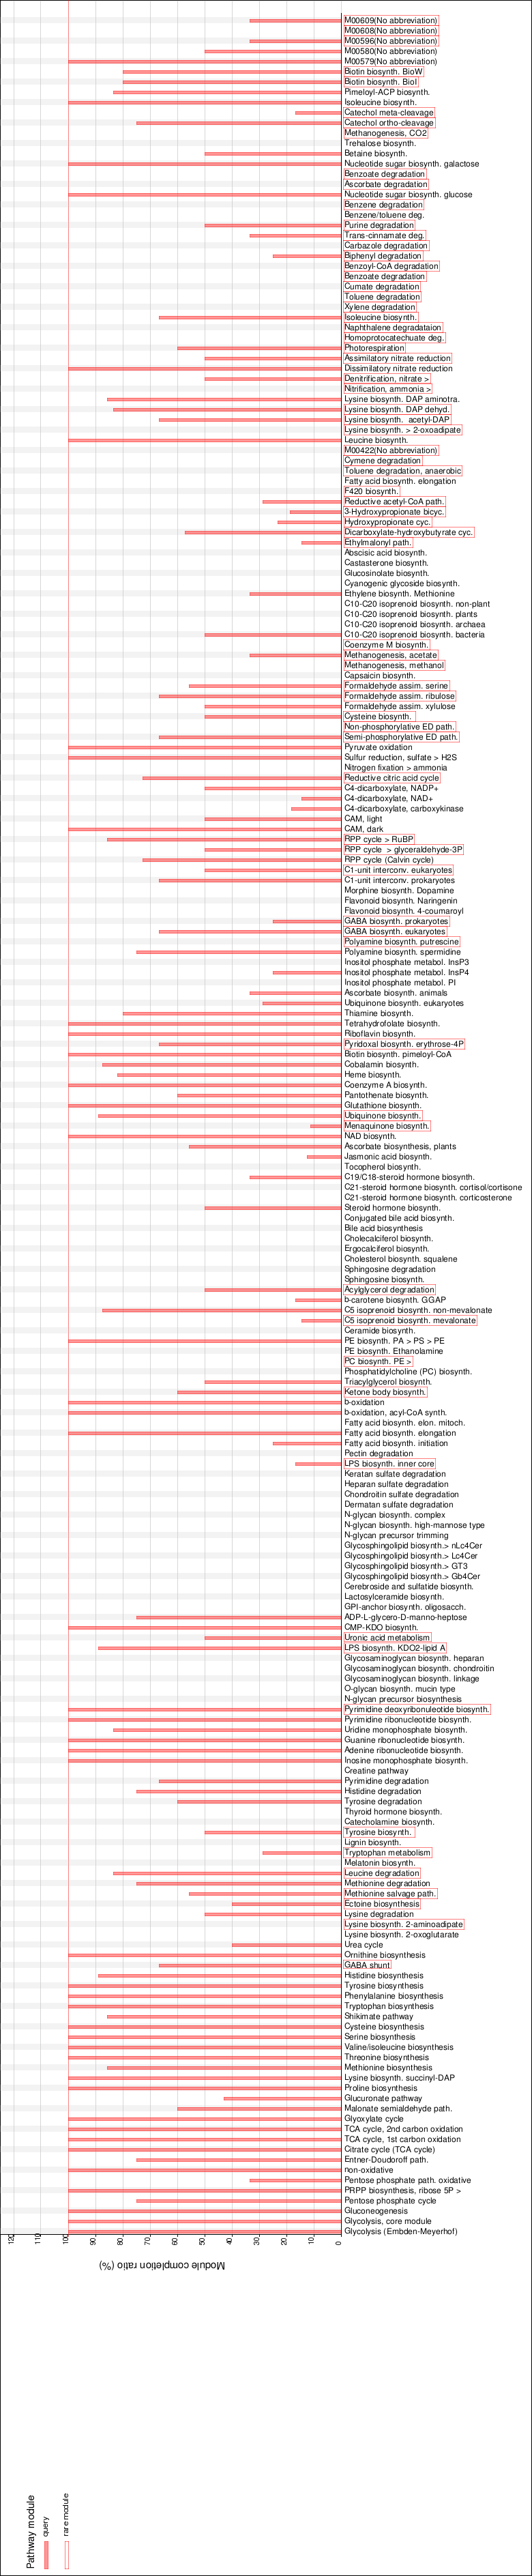 M00609(No abbreviation)
M00608(No abbreviation)
M00596(No abbreviation)
M00580(No abbreviation)
M00579(No abbreviation)
Biotin biosynth. BioW
Biotin biosynth. BioI
Pimeloyl-ACP biosynth.
Isoleucine biosynth.
Catechol meta-cleavage
Catechol ortho-cleavage
Methanogenesis, CO2
Trehalose biosynth.
Betaine biosynth.
Nucleotide sugar biosynth. galactose
Benzoate degradation
Ascorbate degradation
Nucleotide sugar biosynth. glucose
Benzene degradation
Benzene/toluene deg.
Purine degradation
Trans-cinnamate deg.
Carbazole degradation
Biphenyl degradation
Benzoyl-CoA degradation
Benzoate degradation
Cumate degradation
Toluene degradation
Xylene degradation
Isoleucine biosynth.
Naphthalene degradataion
Homoprotocatechuate deg.
Photorespiration
Assimilatory nitrate reduction
Dissimilatory nitrate reduction
Denitrification, nitrate >
Nitrification, ammonia >
Lysine biosynth. DAP aminotra.
Lysine biosynth. DAP dehyd.
Lysine biosynth. acetyl-DAP
Lysine biosynth. > 2-oxoadipate
Leucine biosynth.
M00422(No abbreviation)
Cymene degradation
Toluene degradation, anaerobic
Fatty acid biosynth. elongation
F420 biosynth.
Reductive acetyl-CoA path.
3-Hydroxypropionate bicyc.
Hydroxypropionate cyc.
Dicarboxylate-hydroxybutyrate cyc.
Ethylmalonyl path.
Abscisic acid biosynth.
Castasterone biosynth.
Glucosinolate biosynth.
Cyanogenic glycoside biosynth.
Ethylene biosynth. Methionine
C10-C20 isoprenoid biosynth. non-plant
C10-C20 isoprenoid biosynth. plants
C10-C20 isoprenoid biosynth. archaea
C10-C20 isoprenoid biosynth. bacteria
Coenzyme M biosynth.
Methanogenesis, acetate
Methanogenesis, methanol
Capsaicin biosynth.
Formaldehyde assim. serine
Formaldehyde assim. ribulose
Formaldehyde assim. xylulose
Cysteine biosynth.
Non-phosphorylative ED path.
Semi-phosphorylative ED path.
Pyruvate oxidation
Sulfur reduction, sulfate > H2S
Nitrogen fixation > ammonia
Reductive citric acid cycle
C4-dicarboxylate, NADP+
C4-dicarboxylate, NAD+
C4-dicarboxylate, carboxykinase
CAM, light
CAM, dark
RPP cycle > RuBP
RPP cycle > glyceraldehyde-3P
RPP cycle (Calvin cycle)
C1-unit interconv. eukaryotes
C1-unit interconv. prokaryotes
Morphine biosynth. Dopamine
Flavonoid biosynth. Naringenin
Flavonoid biosynth. 4-coumaroyl
GABA biosynth. prokaryotes
GABA biosynth. eukaryotes
Polyamine biosynth. putrescine
Polyamine biosynth. spermidine
Inositol phosphate metabol. InsP3
Inositol phosphate metabol. InsP4
Inositol phosphate metabol. PI
Ascorbate biosynth. animals
Ubiquinone biosynth. eukaryotes
Thiamine biosynth.
Tetrahydrofolate biosynth.
Riboflavin biosynth.
Pyridoxal biosynth. erythrose-4P
Biotin biosynth. pimeloyl-CoA
Cobalamin biosynth.
Heme biosynth.
Coenzyme A biosynth.
Pantothenate biosynth.
Glutathione biosynth.
Ubiquinone biosynth.
Menaquinone biosynth.
NAD biosynth.
Ascorbate biosynthesis, plants
Jasmonic acid biosynth.
Tocopherol biosynth.
C19/C18-steroid hormone biosynth.
C21-steroid hormone biosynth. cortisol/cortisone
C21-steroid hormone biosynth. corticosterone
Steroid hormone biosynth.
Conjugated bile acid biosynth.
Bile acid biosynthesis
Cholecalciferol biosynth.
Ergocalciferol biosynth.
Cholesterol biosynth. squalene
Sphingosine degradation
Sphingosine biosynth.
Acylglycerol degradation
b-carotene biosynth. GGAP
C5 isoprenoid biosynth. non-mevalonate
C5 isoprenoid biosynth. mevalonate
Ceramide biosynth.
PE biosynth. PA > PS > PE
PE biosynth. Ethanolamine
PC biosynth. PE >
Phosphatidylcholine (PC) biosynth.
Triacylglycerol biosynth.
Ketone body biosynth.
b-oxidation
b-oxidation, acyl-CoA synth.
Fatty acid biosynth. elon. mitoch.
Fatty acid biosynth. elongation
Fatty acid biosynth. initiation
Pectin degradation
LPS biosynth. inner core
Keratan sulfate degradation
Heparan sulfate degradation
Chondroitin sulfate degradation
Dermatan sulfate degradation
N-glycan biosynth. complex
N-glycan biosynth. high-mannose type
N-glycan precursor trimming
Glycosphingolipid biosynth.> nLc4Cer
Glycosphingolipid biosynth.> Lc4Cer
Glycosphingolipid biosynth.> GT3
Glycosphingolipid biosynth.> Gb4Cer
Cerebroside and sulfatide biosynth.
Lactosylceramide biosynth.
GPI-anchor biosynth. oligosacch.
ADP-L-glycero-D-manno-heptose
CMP-KDO biosynth.
Uronic acid metabolism
LPS biosynth. KDO2-lipid A
Glycosaminoglycan biosynth. heparan
Glycosaminoglycan biosynth. chondroitin
Glycosaminoglycan biosynth. linkage
O-glycan biosynth. mucin type
N-glycan precursor biosynthesis
Pyrimidine deoxyribonuleotide biosynth.
Pyrimidine ribonucleotide biosynth.
Uridine monophosphate biosynth.
Guanine ribonucleotide biosynth.
Adenine ribonucleotide biosynth.
Inosine monophosphate biosynth.
Creatine pathway
Pyrimidine degradation
Histidine degradation
Tyrosine degradation
Thyroid hormone biosynth.
Catecholamine biosynth.
Tyrosine biosynth.
Lignin biosynth.
Tryptophan metabolism
Melatonin biosynth.
Leucine degradation
Methionine degradation
Methionine salvage path.
Ectoine biosynthesis
Lysine degradation
Lysine biosynth. 2-aminoadipate
Lysine biosynth. 2-oxoglutarate
Urea cycle
Ornithine biosynthesis
GABA shunt
Histidine biosynthesis
Tyrosine biosynthesis
Phenylalanine biosynthesis
Tryptophan biosynthesis
Shikimate pathway
Cysteine biosynthesis
Serine biosynthesis
Valine/isoleucine biosynthesis
Threonine biosynthesis
Methionine biosynthesis
Lysine biosynth. succinyl-DAP
Proline biosynthesis
Glucuronate pathway
Malonate semialdehyde path.
Glyoxylate cycle
TCA cycle, 2nd carbon oxidation
TCA cycle, 1st carbon oxidation
Citrate cycle (TCA cycle)
Entner-Doudoroff path.
non-oxidative
Pentose phosphate path. oxidative
PRPP biosynthesis, ribose 5P >
Pentose phosphate cycle
Gluconeogenesis
Glycolysis, core module
Glycolysis (Embden-Meyerhof)
120 110 100 90 80 70 60 50 40 30 20 10 0
Module completion ratio (%)
Pathway module
query
rare module